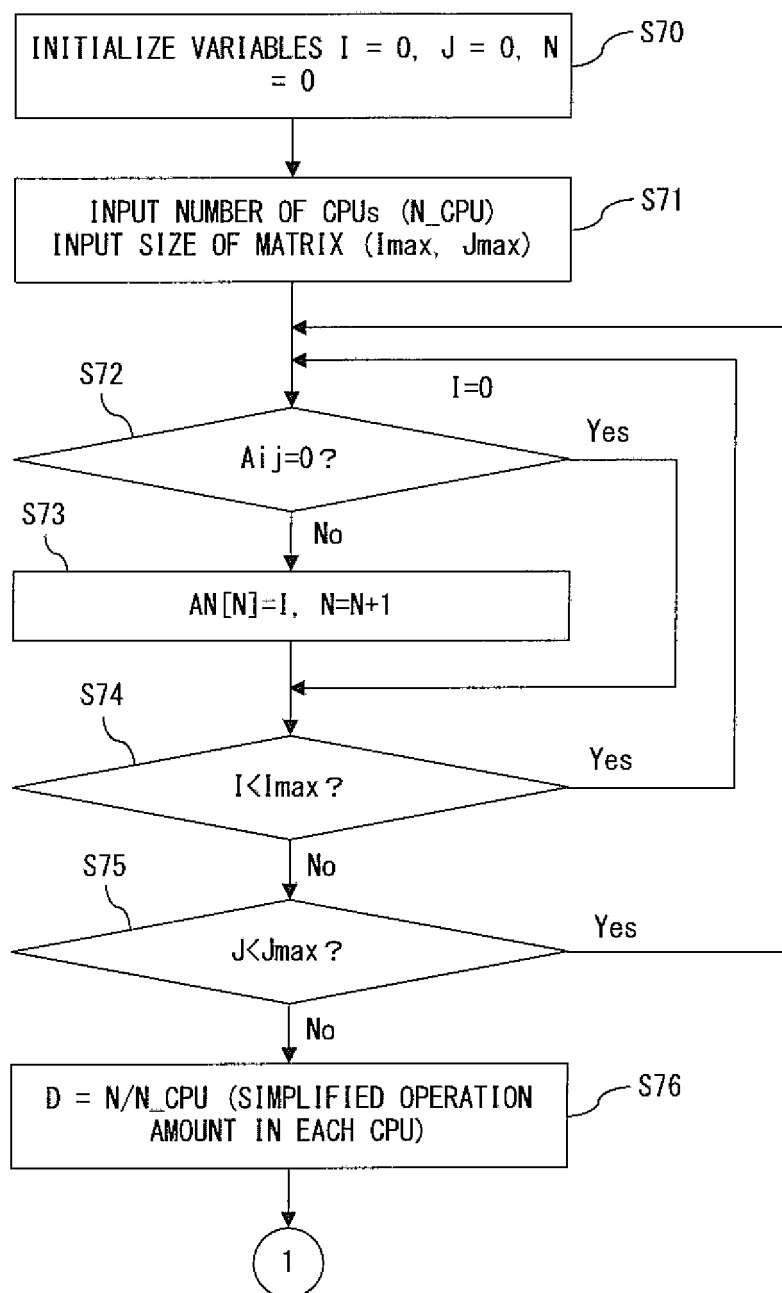 INITIALIZE VARIABLES I = 0, J = 0, N
= 0
S70
INPUT NUMBER OF CPUs (N_CPU)
INPUT SIZE OF MATRIX (Imax, Jmax)
S71
I=0
S72
Aij=0?
Yes
No
S73
AN[N]=I, N=N+1
S74
I<Imax?
Yes
No
S75
J<Jmax?
Yes
No
D = N/N_CPU (SIMPLIFIED OPERATION
AMOUNT IN EACH CPU)
S76
1